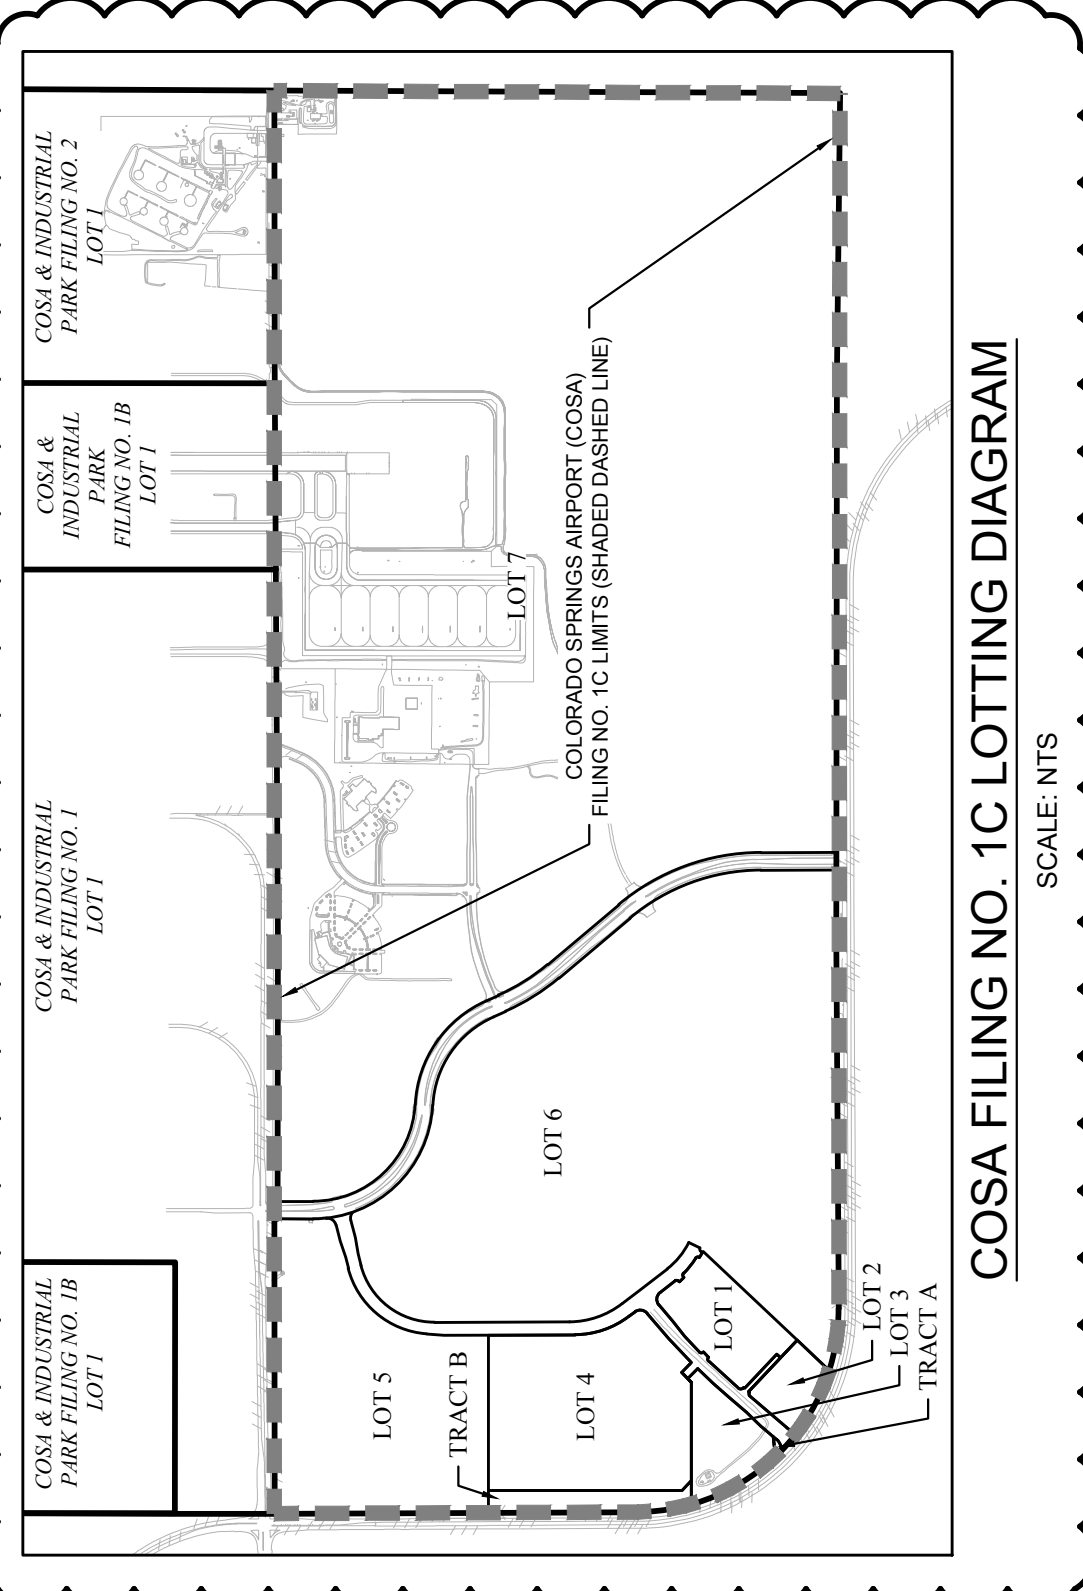 COSA & INDUSTRIAL
PARK FILING NO. 1B
LOT 1
COSA & INDUSTRIAL
PARK FILING NO. 1
LOT 1
COSA &
INDUSTRIAL
PARK
FILING NO. 1B
LOT 1
COSA & INDUSTRIAL
PARK FILING NO. 2
LOT 1
LOT 5
TRACT B
LOT 4
LOT 6
LOT 7
COLORADO SPRINGS AIRPORT (COSA)
FILING NO. 1C LIMITS (SHADED DASHED LINE)
LOT 1
LOT 2
LOT 3
TRACT A
COSA FILING NO. 1C LOTTING DIAGRAM
SCALE: NTS